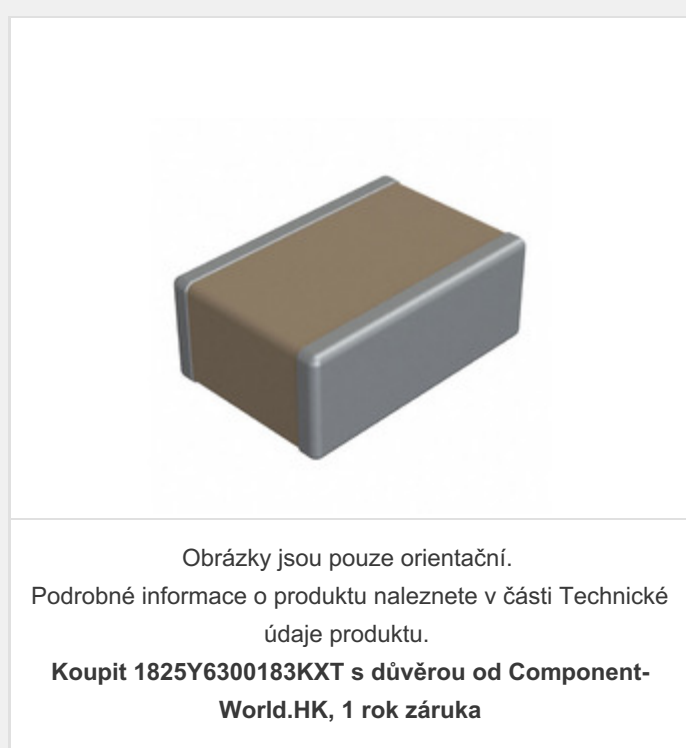 Obrázky jsou pouze orientační.
Podrobné informace o produktu naleznete v části Technické
údaje produktu.
Koupit 1825Y6300183KXT s důvěrou od Component-
World.HK, 1 rok záruka